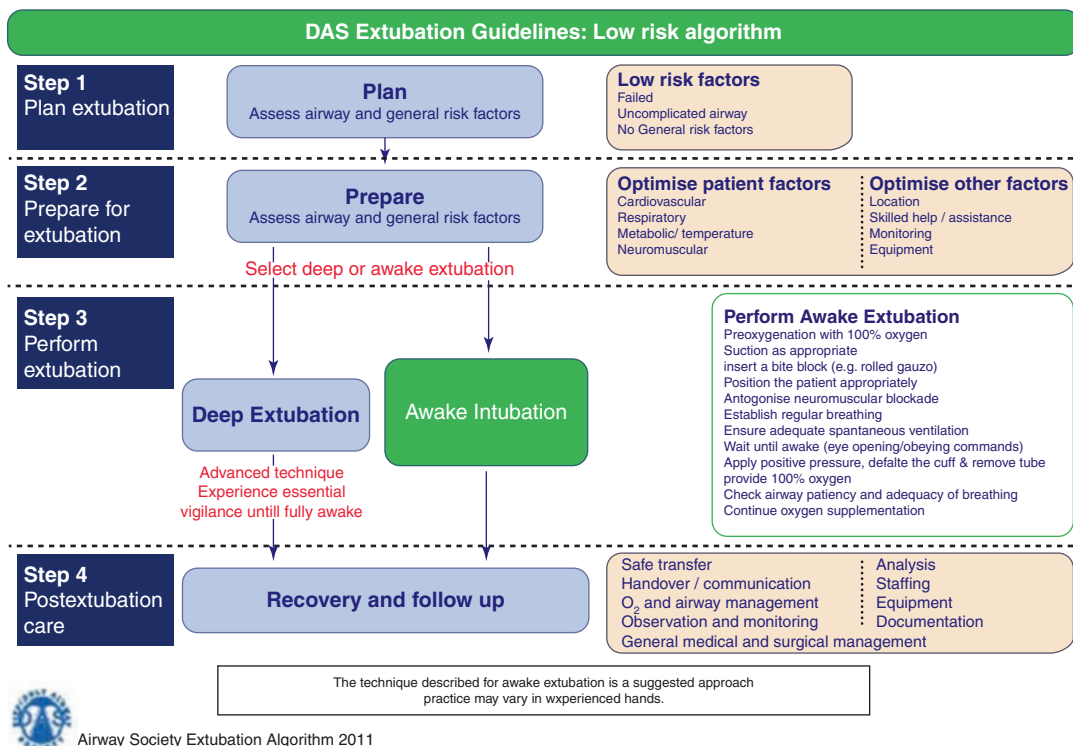 DAS Extubation Guidelines: Low risk algorithm
Step 1
Plan extubation
Plan
Assess airway and general risk factors
Low risk factors
Failed
Uncomplicated airway
No General risk factors
Step 2
Prepare for
extubation
Prepare
Assess airway and general risk factors
Optimise patient factors
Cardiovascular
Respiratory
Metabolic/ temperature
Neuromuscular
Optimise other factors
Location
Skilled help / assistance
Monitoring
Equipment
Select deep or awake extubation
Step 3
Perform
extubation
Deep Extubation
Awake Intubation
Advanced technique
Experience essential
vigilance untill fully awake
Perform Awake Extubation
Preoxygenation with 100% oxygen
Suction as appropriate
insert a bite block (e.g. rolled gauzo)
Position the patient appropriately
Antogonise neuromuscular blockade
Establish regular breathing
Ensure adequate spontaneous ventilation
Wait until awake (eye opening/obeying commands)
Apply positive pressure, defalte the cuff & remove tube
provide 100% oxygen
Check airway patiency and adequacy of breathing
Continue oxygen supplementation
Step 4
Postextubation
care
Recovery and follow up
Safe transfer
Handover / communication
O₂ and airway management
Observation and monitoring
General medical and surgical management
Analysis
Staffing
Equipment
Documentation
The technique described for awake extubation is a suggested approach
practice may vary in wxperienced hands.
DAS
Airway Society Extubation Algorithm 2011